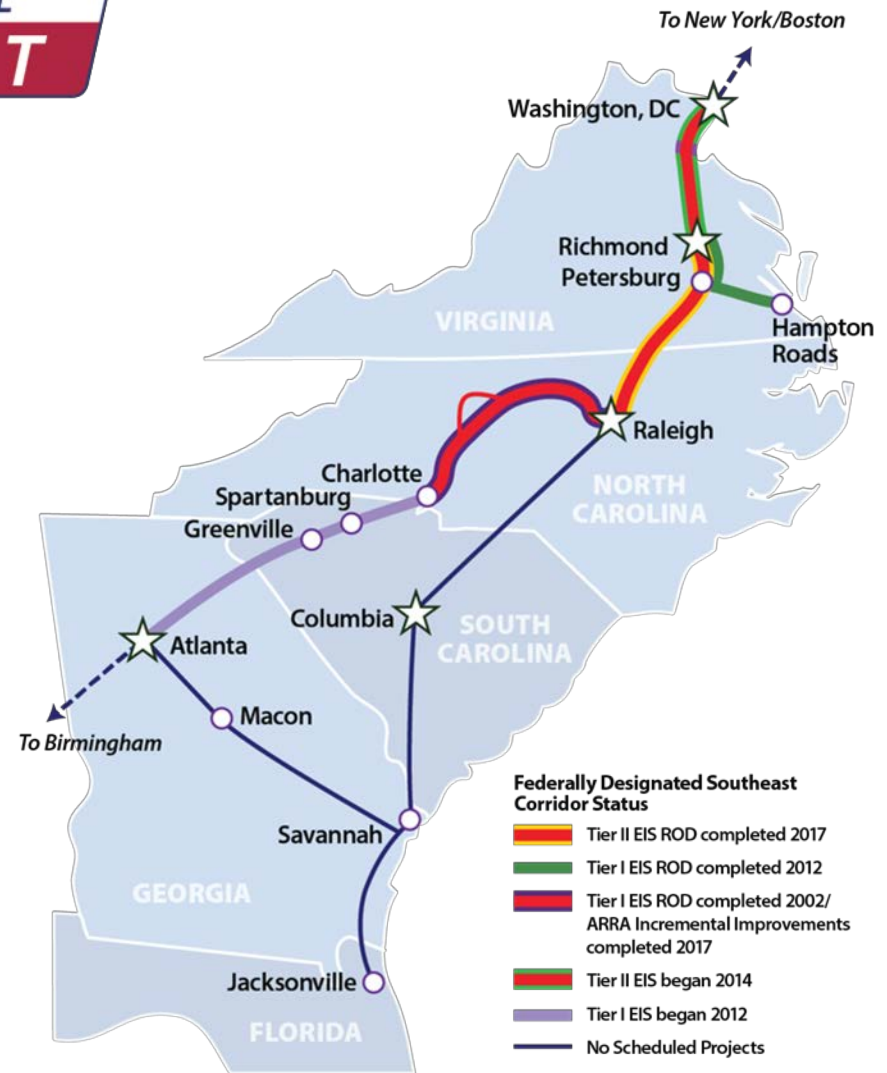 T
To New York/Boston
Washington, DC
Richmond
Petersburg
VIRGINIA
Hampton
Roads
Raleigh
Charlotte
NORTH
CAROLINA
Spartanburg
Greenville
Columbia
SOUTH
CAROLINA
Atlanta
Macon
To Birmingham
Savannah
GEORGIA
Jacksonville
FLORIDA
Federally Designated Southeast
Corridor Status
Tier II EIS ROD completed 2017
Tier I EIS ROD completed 2012
Tier I EIS ROD completed 2002/
ARRA Incremental Improvements
completed 2017
Tier II EIS began 2014
Tier I EIS began 2012
No Scheduled Projects